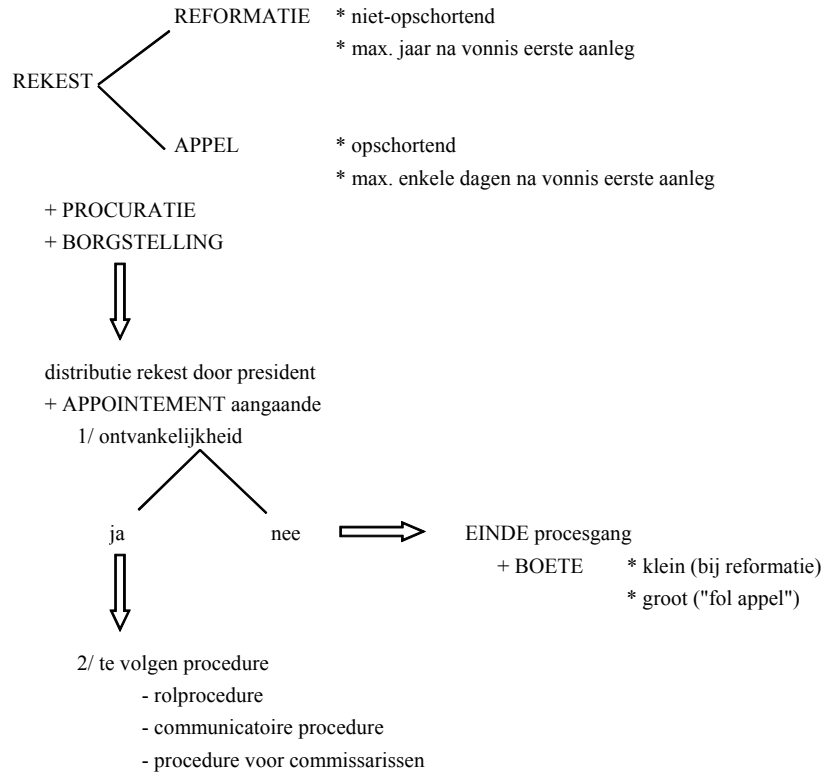 REFORMATIE * niet-opschortend
* max. jaar na vonnis eerste aanleg
REKEST
APPEL * opschortend
* max. enkele dagen na vonnis eerste aanleg
+ PROCURATIE
+ BORGSTELLING
distributie rekest door president
+ APPOINTEMENT aangaande
1/ ontvankelijkheid
ja nee EINDE procesgang
+ BOETE * klein (bij reformatie)
* groot ("fol appel")
2/ te volgen procedure
- rolprocedure
- communicatoire procedure
- procedure voor commissarissen